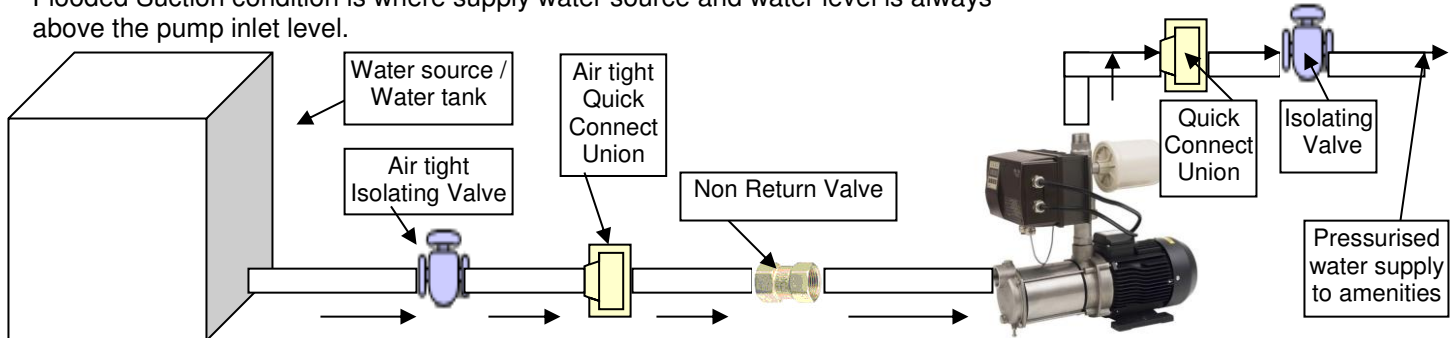 Flooded Suction condition is where supply water source and water level is always
above the pump inlet level.
Water source /
Water tank
Air tight
Isolating Valve
Air tight
Quick
Connect
Union
Non Return Valve
Quick
Connect
Union
Isolating
Valve
Pressurised
water supply
to amenities